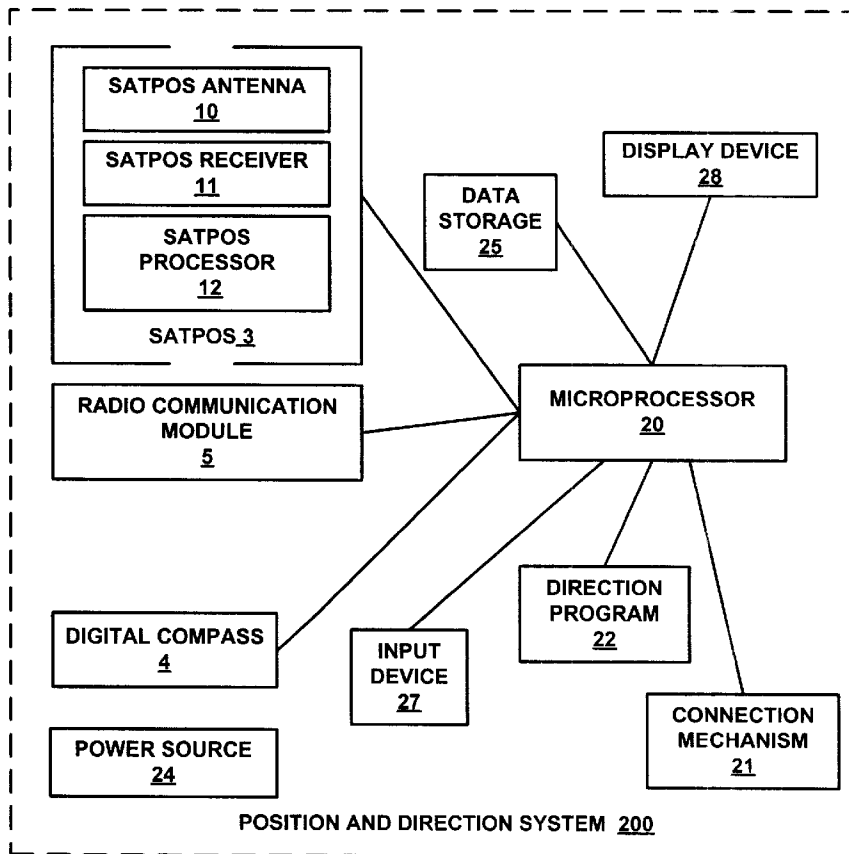 SATPOS ANTENNA
10
SATPOS RECEIVER
11
SATPOS
PROCESSOR
12
SATPOS 3
RADIO COMMUNICATION
MODULE
5
DIGITAL COMPASS
4
POWER SOURCE
24
DATA
STORAGE
25
DISPLAY DEVICE
28
MICROPROCESSOR
20
INPUT
DEVICE
27
DIRECTION
PROGRAM
22
CONNECTION
MECHANISM
21
POSITION AND DIRECTION SYSTEM 200